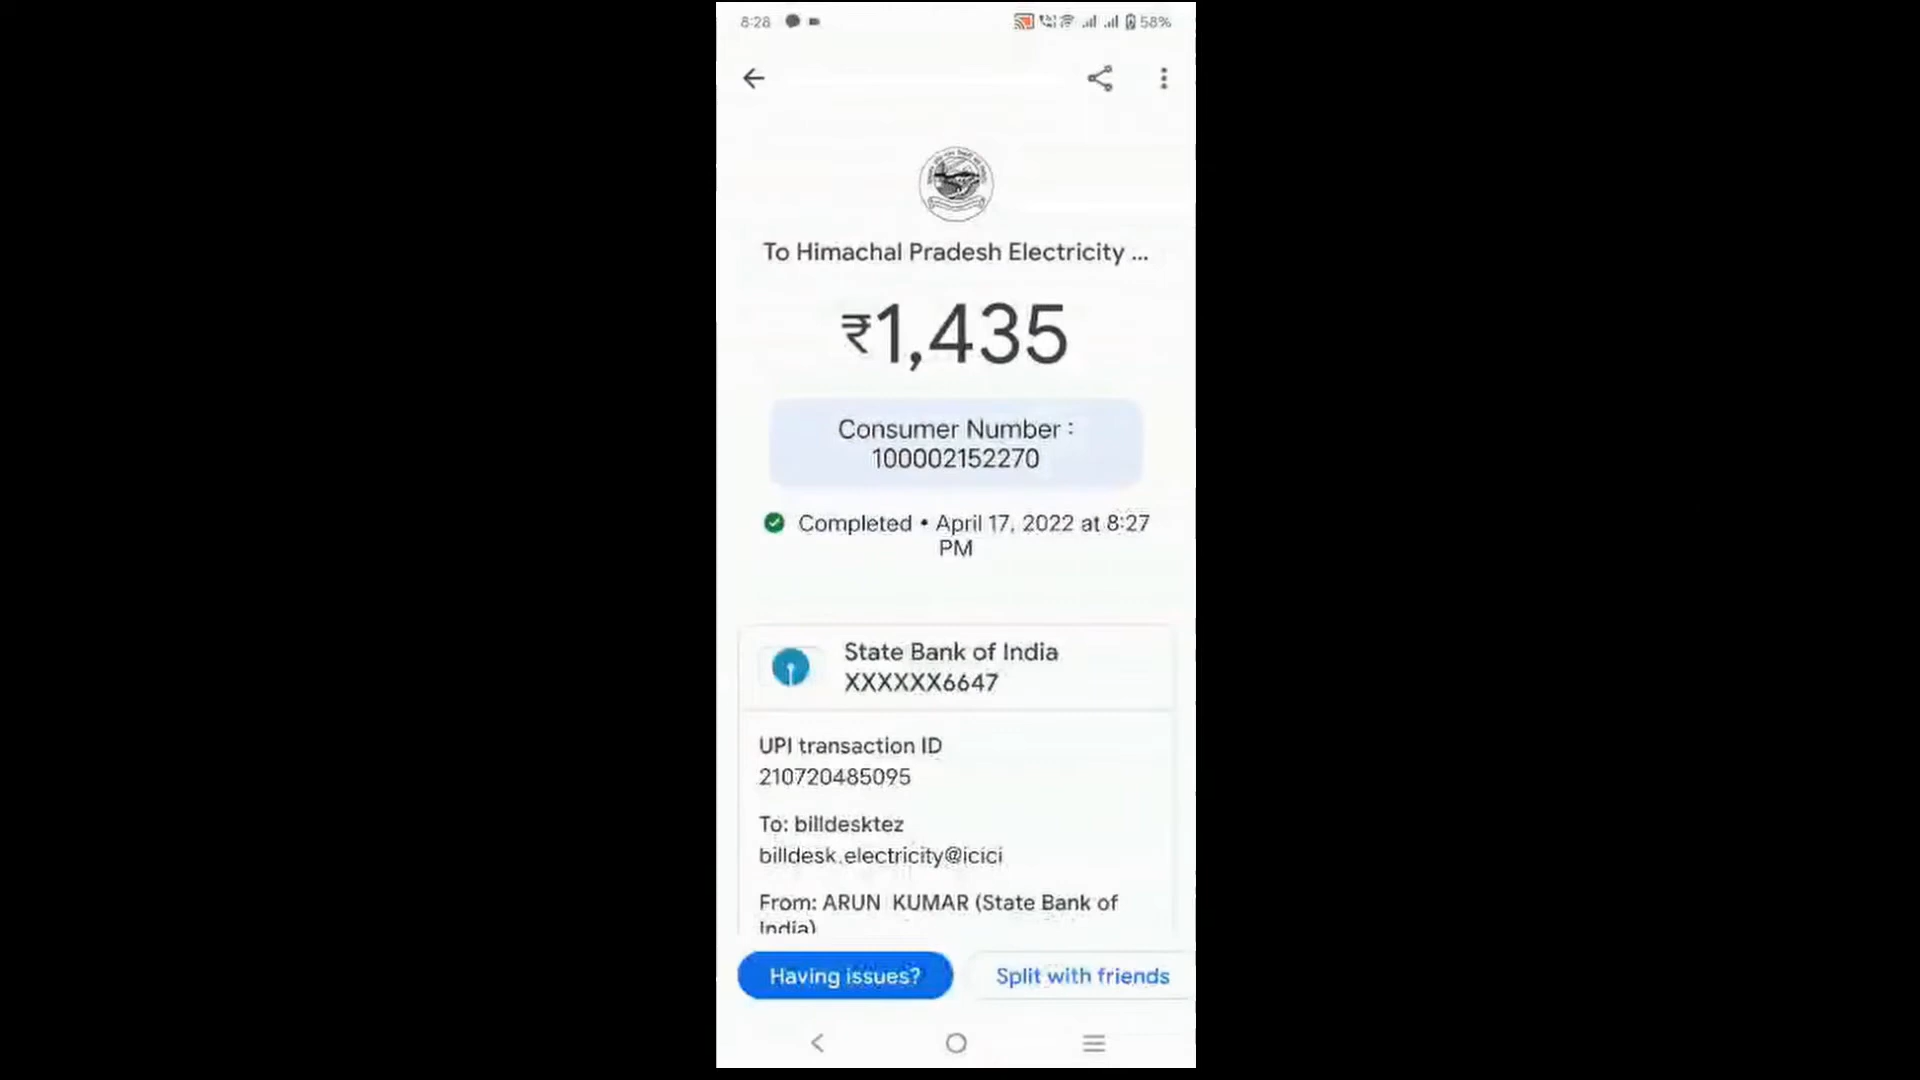 8:28
58%
To Himachal Pradesh Electricity ...
₹1,435
Consumer Number :
100002152270
Completed • April 17, 2022 at 8:27
PM
State Bank of India
XXXXXX6647
UPI transaction ID
210720485095
To: billdesktez
billdesk.electricity@icici
From: ARUN KUMAR (State Bank of
India)
Having issues?
Split with friends